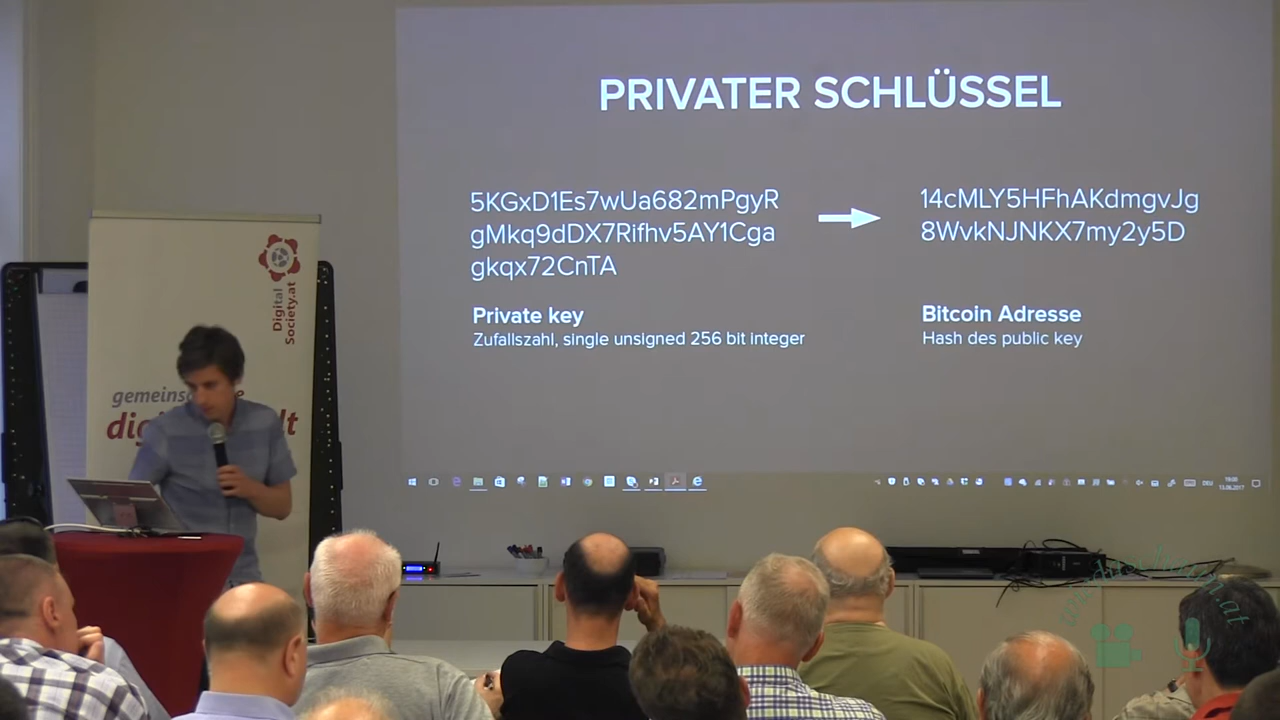 PRIVATER SCHLÜSSEL
5KGxD1Es7wUa682mPgyR
gMkq9dDX7Rifhv5AY1Cga
gkqx72CnTA
Private key
Zufallszahl, single unsigned 256 bit integer
14cMLY5HFhAKdmgvJg
8WvkNJNKX7my2y5D
Bitcoin Adresse
Hash des public key
Digital
Society.at
DEU